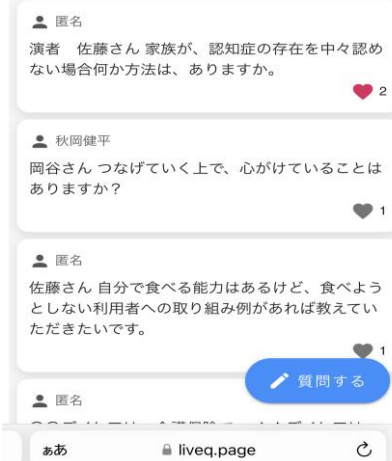 匿名
演者　佐藤さん 家族が、認知症の存在を中々認め
ない場合何か方法は、ありますか。
2
秋岡健平
岡谷さん つなげていく上で、心がけていることは
ありますか？
1
匿名
佐藤さん 自分で食べる能力はあるけど、食べよう
としない利用者への取り組み例があれば教えてい
ただきたいです。
1
質問する
匿名
ぁあ
liveq.page